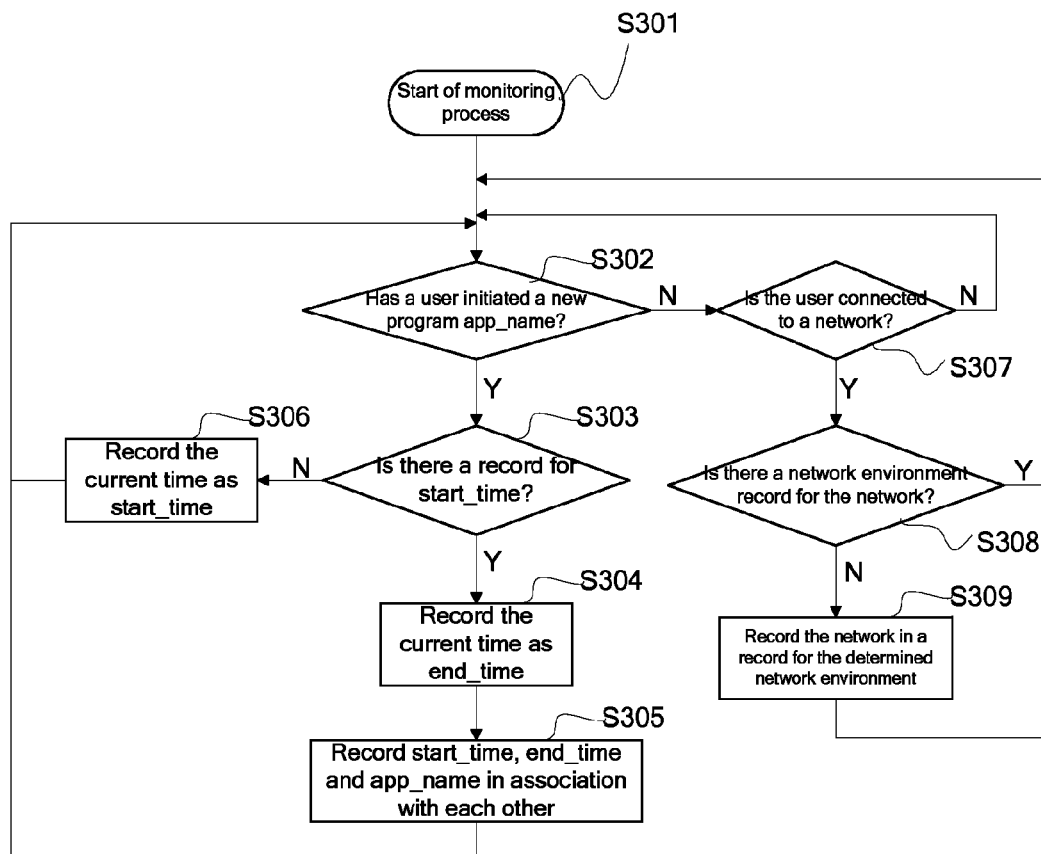 S301
Start of monitoring
process
S302
Has a user initiated a new
program app_name?
N
Is the user connected
to a network?
N
S307
Y
Y
S306
Record the
current time as
start_time
N
S303
Is there a record for
start_time?
Is there a network environment
record for the network?
Y
S308
Y
N
S304
Record the
current time as
end_time
S309
Record the network in a
record for the determined
network environment
S305
Record start_time, end_time
and app_name in association
with each other